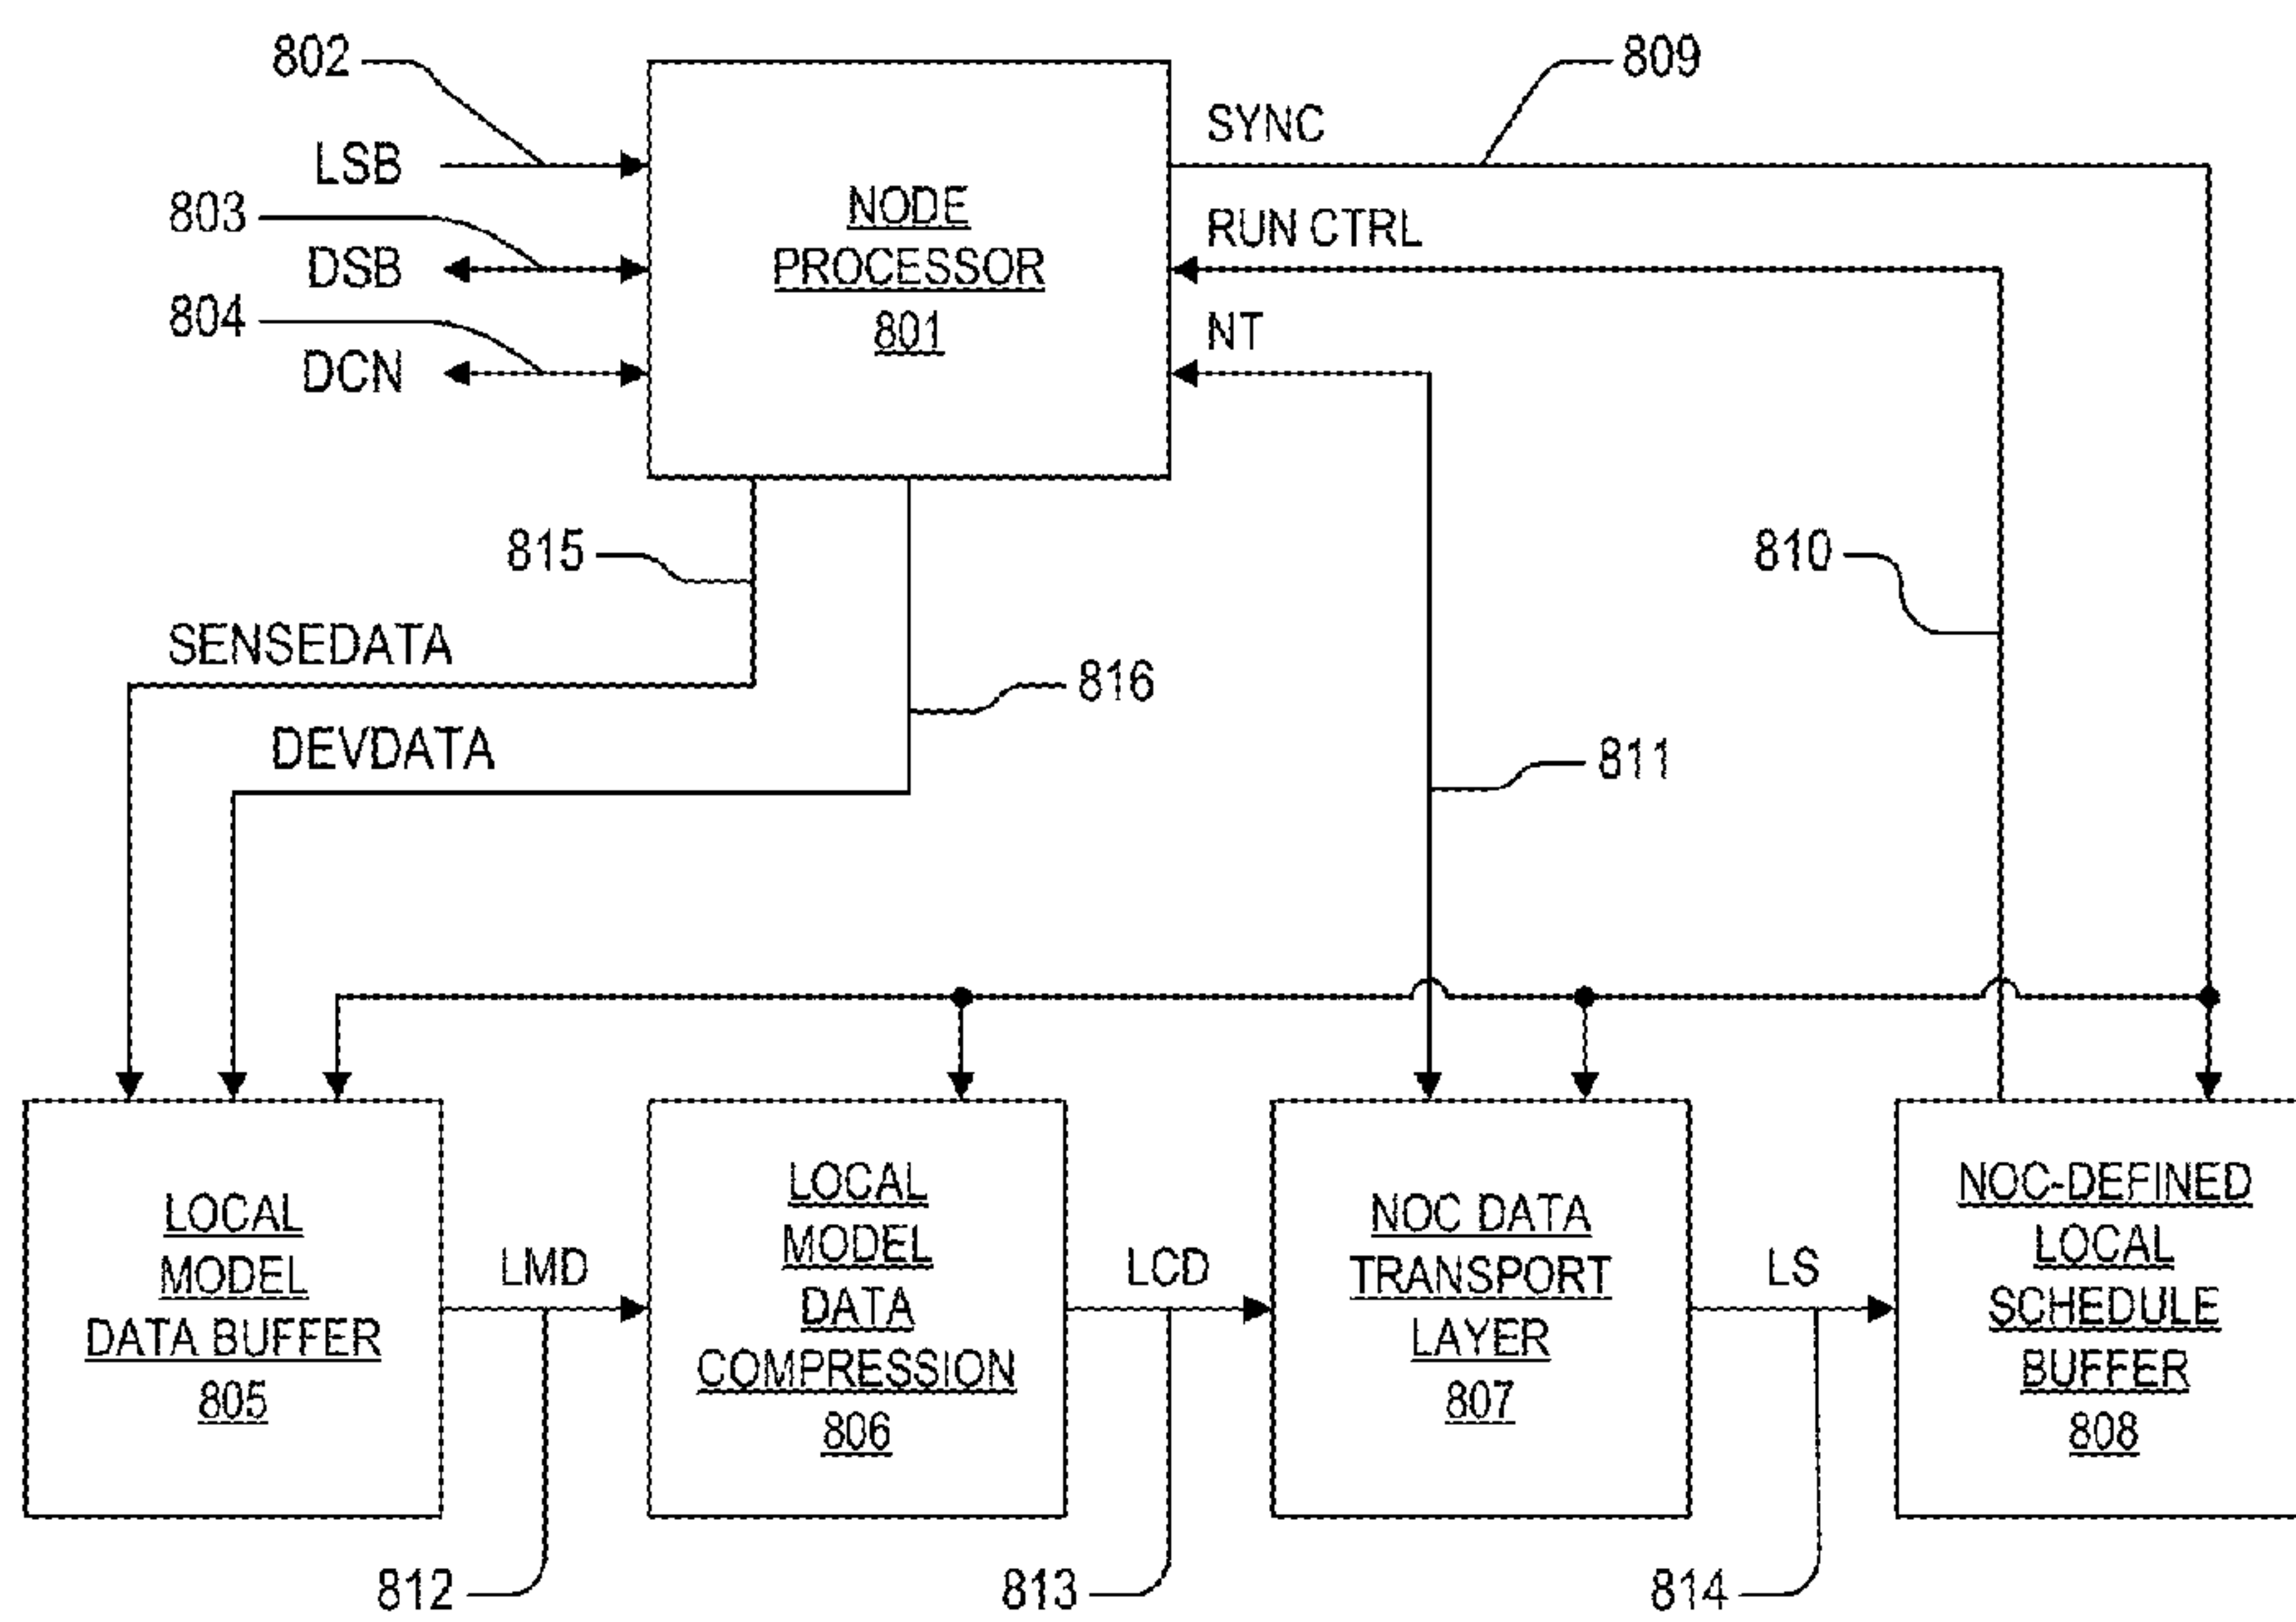 802
809
SYNC
LSB
NODE
PROCESSOR
801
803
RUN CTRL
DSB
804
NT
DCN
815
810
SENSEDATA
816
DEVDATA
811
LOCAL
MODEL
DATA BUFFER
805
LMD
LOCAL
MODEL
DATA
COMPRESSION
806
LCD
NOC DATA
TRANSPORT
LAYER
807
LS
NOC-DEFINED
LOCAL
SCHEDULE
BUFFER
808
812
813
814